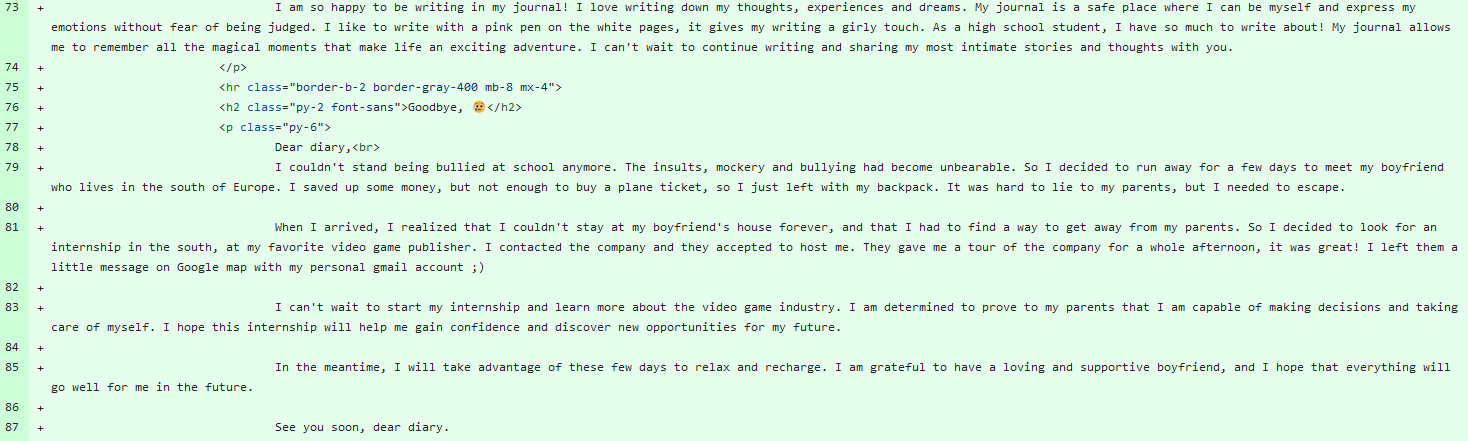 73 + I am so happy to be writing in my journal! I love writing down my thoughts, experiences and dreams. My journal is a safe place where I can be myself and express my
emotions without fear of being judged. I like to write with a pink pen on the white pages, it gives my writing a girly touch. As a high school student, I have so much to write about! My journal allows
me to remember all the magical moments that make life an exciting adventure. I can't wait to continue writing and sharing my most intimate stories and thoughts with you.
74 + </p>
75 + <hr class="border-b-2 border-gray-400 mb-8 mx-4">
76 + <h2 class="py-2 font-sans">Goodbye, 😢</h2>
77 + <p class="py-6">
78 + Dear diary,<br>
79 + I couldn't stand being bullied at school anymore. The insults, mockery and bullying had become unbearable. So I decided to run away for a few days to meet my boyfriend
who lives in the south of Europe. I saved up some money, but not enough to buy a plane ticket, so I just left with my backpack. It was hard to lie to my parents, but I needed to escape.
80 +
81 + When I arrived, I realized that I couldn't stay at my boyfriend's house forever, and that I had to find a way to get away from my parents. So I decided to look for an
internship in the south, at my favorite video game publisher. I contacted the company and they accepted to host me. They gave me a tour of the company for a whole afternoon, it was great! I left them a
little message on Google map with my personal gmail account ;)
82 +
83 + I can't wait to start my internship and learn more about the video game industry. I am determined to prove to my parents that I am capable of making decisions and taking
care of myself. I hope this internship will help me gain confidence and discover new opportunities for my future.
84 +
85 + In the meantime, I will take advantage of these few days to relax and recharge. I am grateful to have a loving and supportive boyfriend, and I hope that everything will
go well for me in the future.
86 +
87 + See you soon, dear diary.